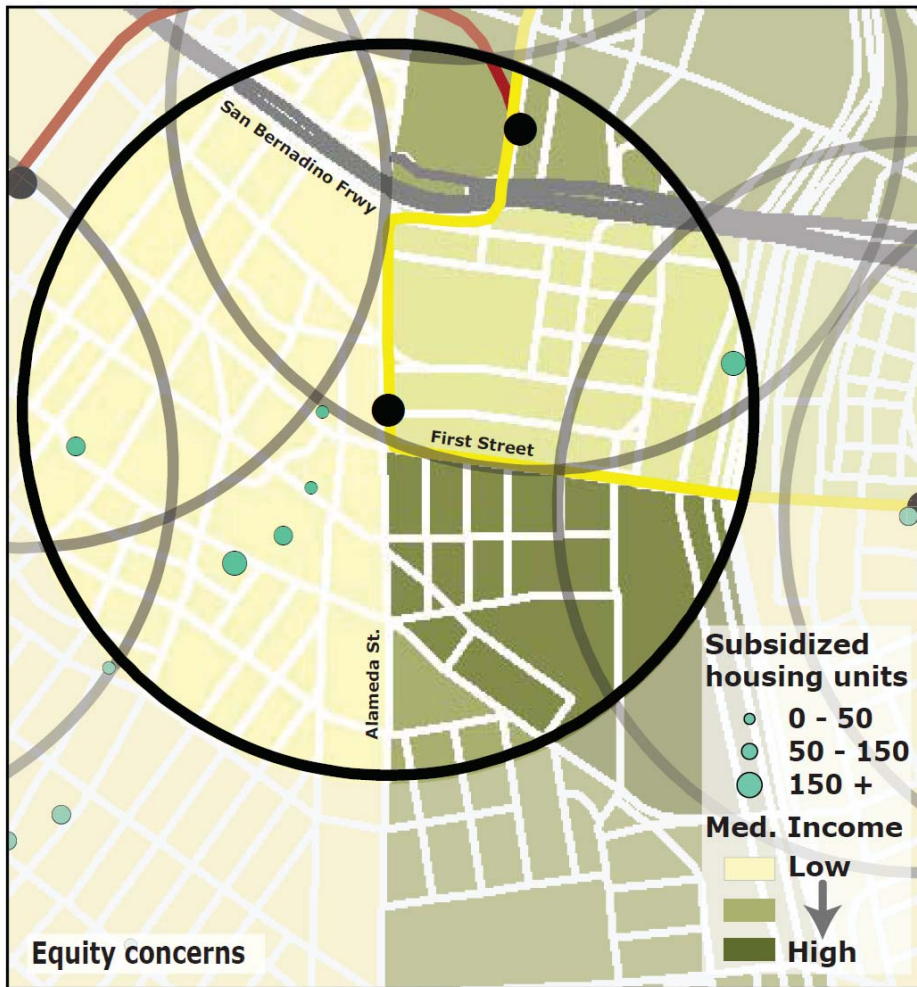 San Bernadino Frwy
First Street
Alameda St.
Subsidized
housing units
0 - 50
50 - 150
150 +
Med. Income
Low
High
Equity concerns